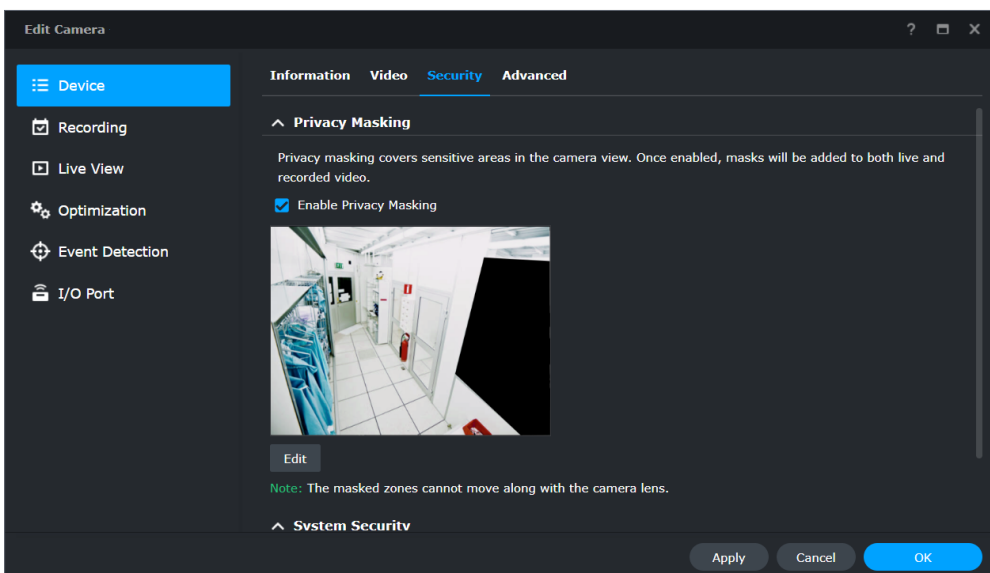 Edit Camera
?
Device
Recording
Live View
Optimization
Event Detection
I/O Port
Information Video Security Advanced
Privacy Masking
Privacy masking covers sensitive areas in the camera view. Once enabled, masks will be added to both live and
recorded video.
Enable Privacy Masking
Edit
Note: The masked zones cannot move along with the camera lens.
System Security
Apply Cancel OK